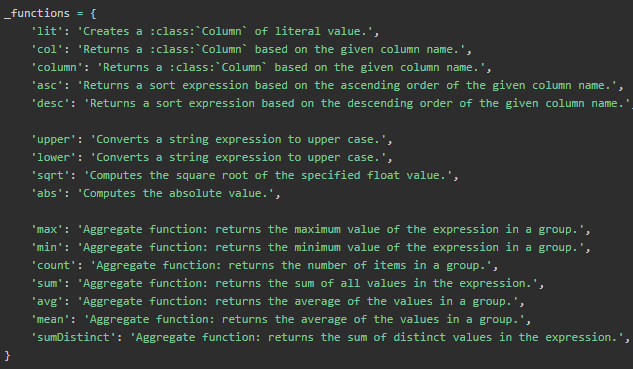 _functions = {
    'lit': 'Creates a :class:`Column` of literal value.',
    'col': 'Returns a :class:`Column` based on the given column name.',
    'column': 'Returns a :class:`Column` based on the given column name.',
    'asc': 'Returns a sort expression based on the ascending order of the given column name.',
    'desc': 'Returns a sort expression based on the descending order of the given column name.',

    'upper': 'Converts a string expression to upper case.',
    'lower': 'Converts a string expression to upper case.',
    'sqrt': 'Computes the square root of the specified float value.',
    'abs': 'Computes the absolute value.',

    'max': 'Aggregate function: returns the maximum value of the expression in a group.',
    'min': 'Aggregate function: returns the minimum value of the expression in a group.',
    'count': 'Aggregate function: returns the number of items in a group.',
    'sum': 'Aggregate function: returns the sum of all values in the expression.',
    'avg': 'Aggregate function: returns the average of the values in a group.',
    'mean': 'Aggregate function: returns the average of the values in a group.',
    'sumDistinct': 'Aggregate function: returns the sum of distinct values in the expression.',
}